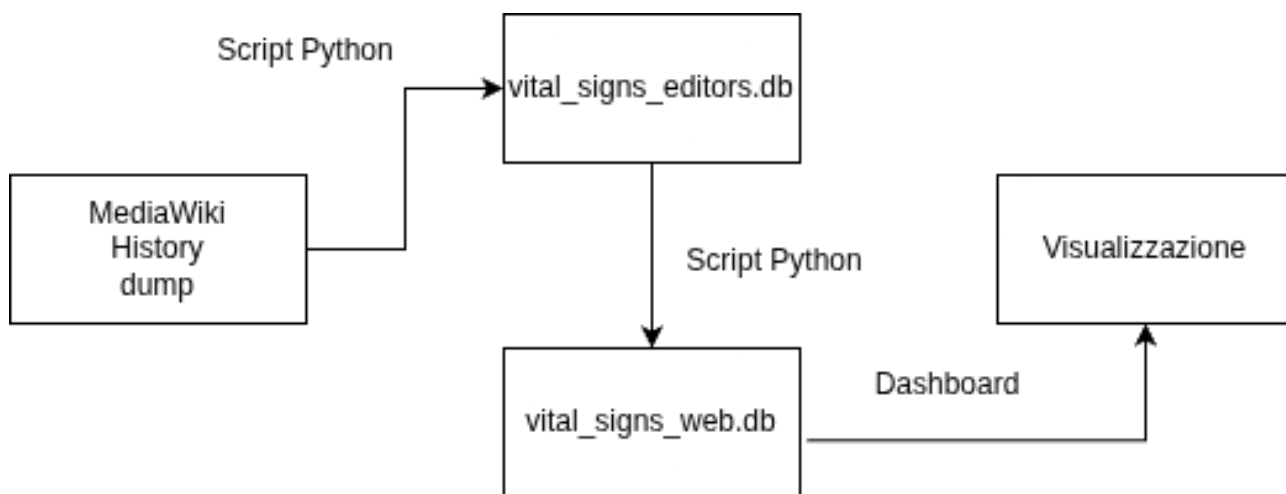 Script Python
vital_signs_editors.db
MediaWiki
History
dump
Script Python
Visualizzazione
vital_signs_web.db
Dashboard